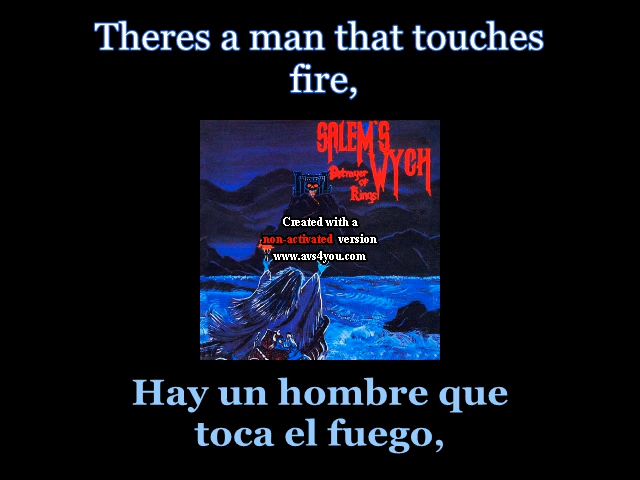 Theres a man that touches
fire,
SALEM'S
WYCH
Betrayer
of
Kings
Created with a
non-activated version
www.avs4you.com
Hay un hombre que
toca el fuego,